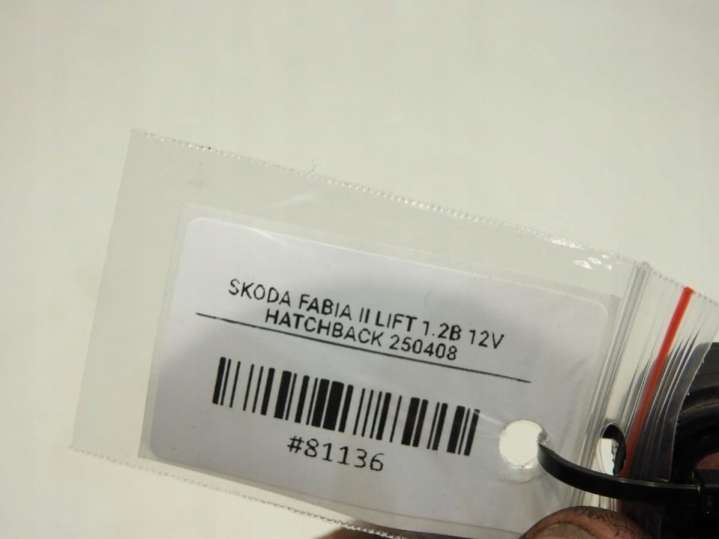 SKODA FABIA II LIFT 1.2B 12V
HATCHBACK 250408
#81136